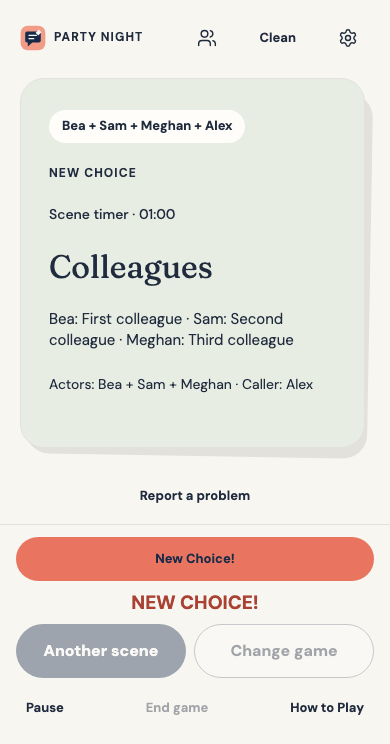 PARTY NIGHT
Clean
Bea + Sam + Meghan + Alex
NEW CHOICE
Scene timer · 01:00
Colleagues
Bea: First colleague · Sam: Second
colleague · Meghan: Third colleague
Actors: Bea + Sam + Meghan · Caller: Alex
Report a problem
New Choice!
NEW CHOICE!
Another scene
Change game
Pause
End game
How to Play